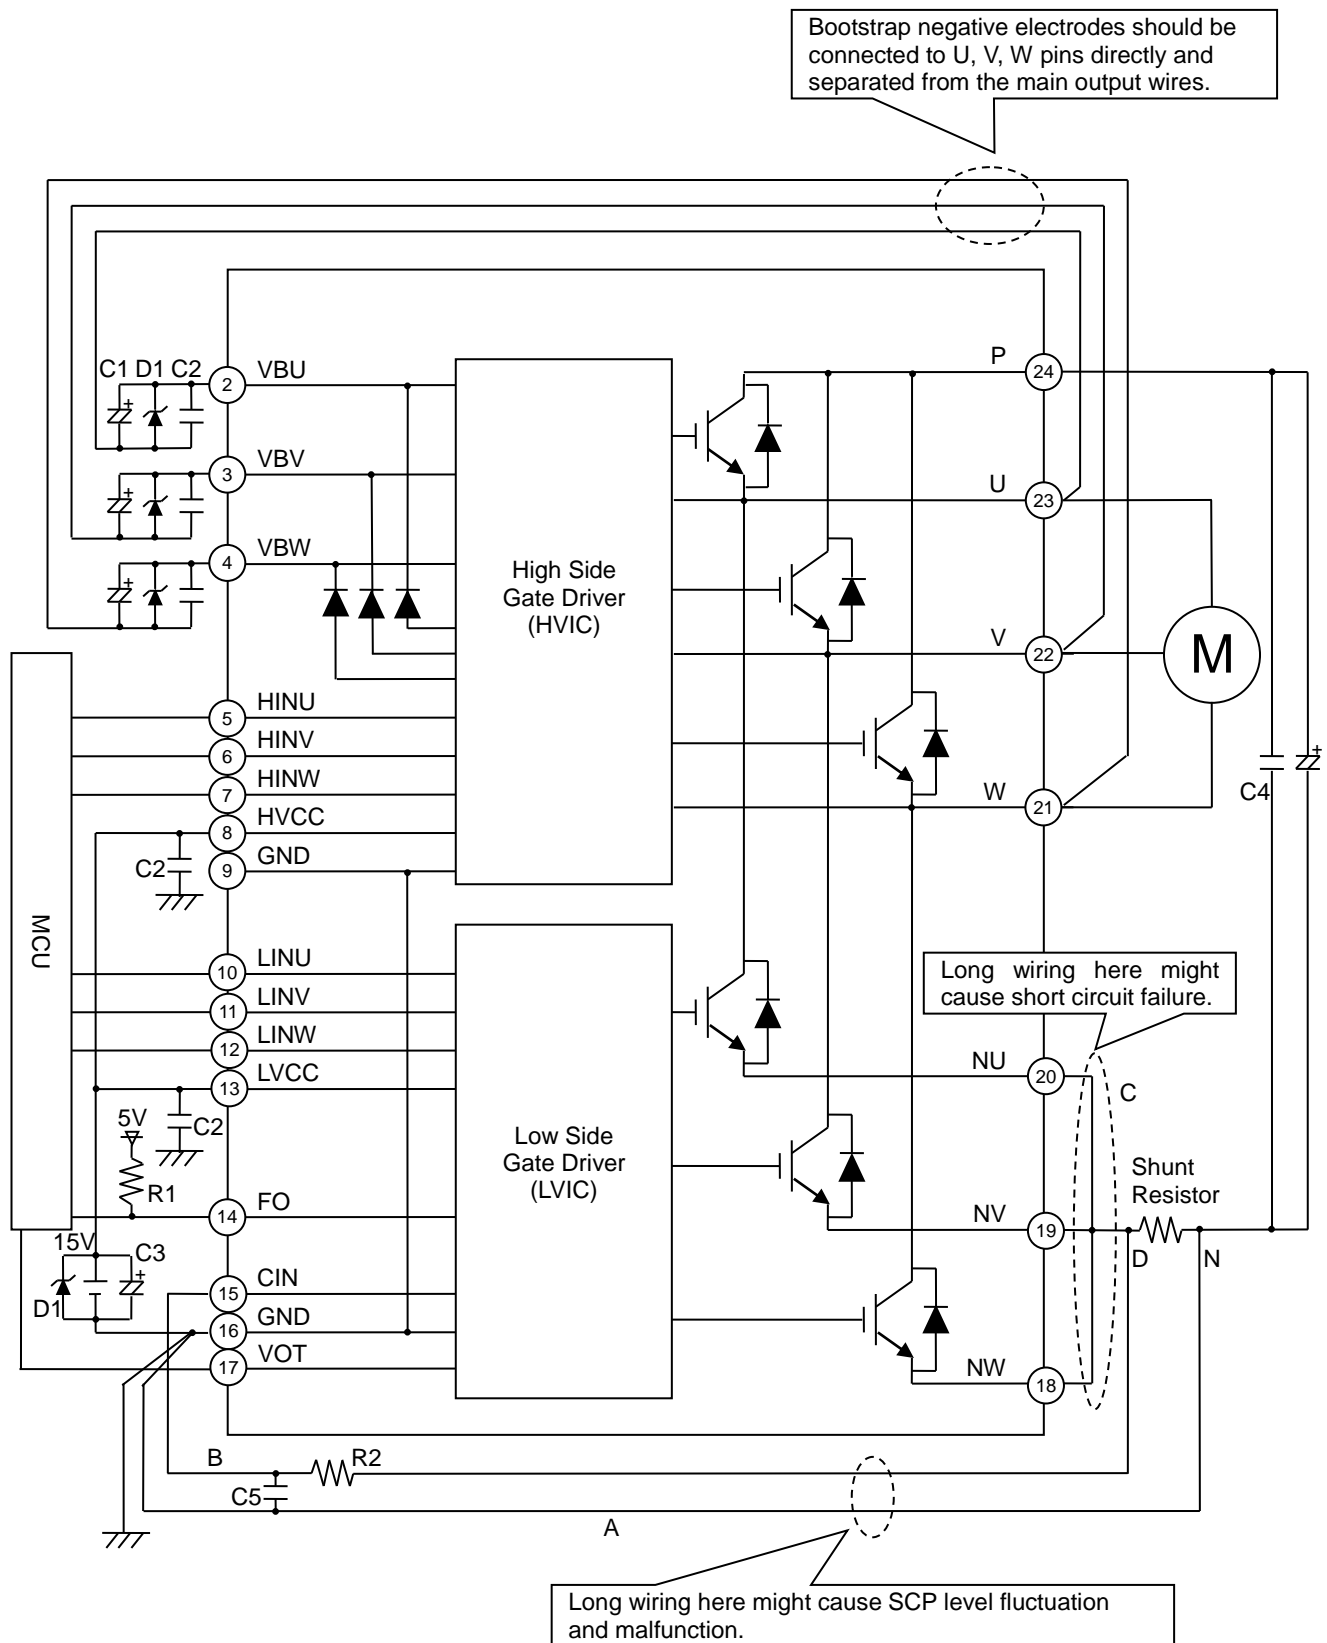 Bootstrap negative electrodes should be
connected to U, V, W pins directly and
separated from the main output wires.
C1 D1 C2
+
2
VBU
P
24
+
3
VBV
U
23
+
4
VBW
High Side
Gate Driver
(HVIC)
V
22
M
5
HINU
6
HINV
7
HINW
W
21
C4
+
8
HVCC
C2
9
GND
MCU
10
LINU
11
LINV
12
LINW
13
LVCC
C2
Long wiring here might
cause short circuit failure.
NU
20
C
5V
R1
Low Side
Gate Driver
(LVIC)
Shunt
Resistor
14
FO
NV
19
D
N
15V
C3
+
D1
15
CIN
16
GND
17
VOT
NW
18
B
R2
C5
A
Long wiring here might cause SCP level fluctuation
and malfunction.